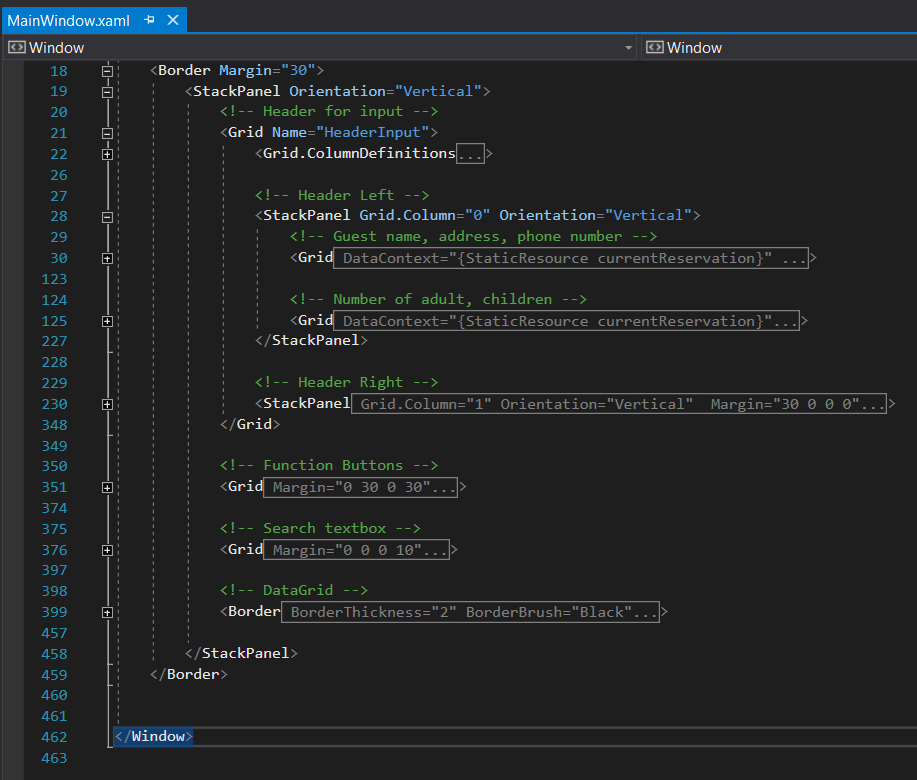 MainWindow.xaml
Window Window
18 <Border Margin="30">
19 <StackPanel Orientation="Vertical">
20 <!-- Header for input -->
21 <Grid Name="HeaderInput">
22 <Grid.ColumnDefinitions...>
26
27 <!-- Header Left -->
28 <StackPanel Grid.Column="0" Orientation="Vertical">
29 <!-- Guest name, address, phone number -->
30 <Grid DataContext="{StaticResource currentReservation}" ...>
123
124 <!-- Number of adult, children -->
125 <Grid DataContext="{StaticResource currentReservation}"...>
227 </StackPanel>
228
229 <!-- Header Right -->
230 <StackPanel Grid.Column="1" Orientation="Vertical"  Margin="30 0 0 0"...>
348 </Grid>
349
350 <!-- Function Buttons -->
351 <Grid Margin="0 30 0 30"...>
374
375 <!-- Search textbox -->
376 <Grid Margin="0 0 0 10"...>
397
398 <!-- DataGrid -->
399 <Border BorderThickness="2" BorderBrush="Black"...>
457
458 </StackPanel>
459 </Border>
460
461
462 </Window>
463